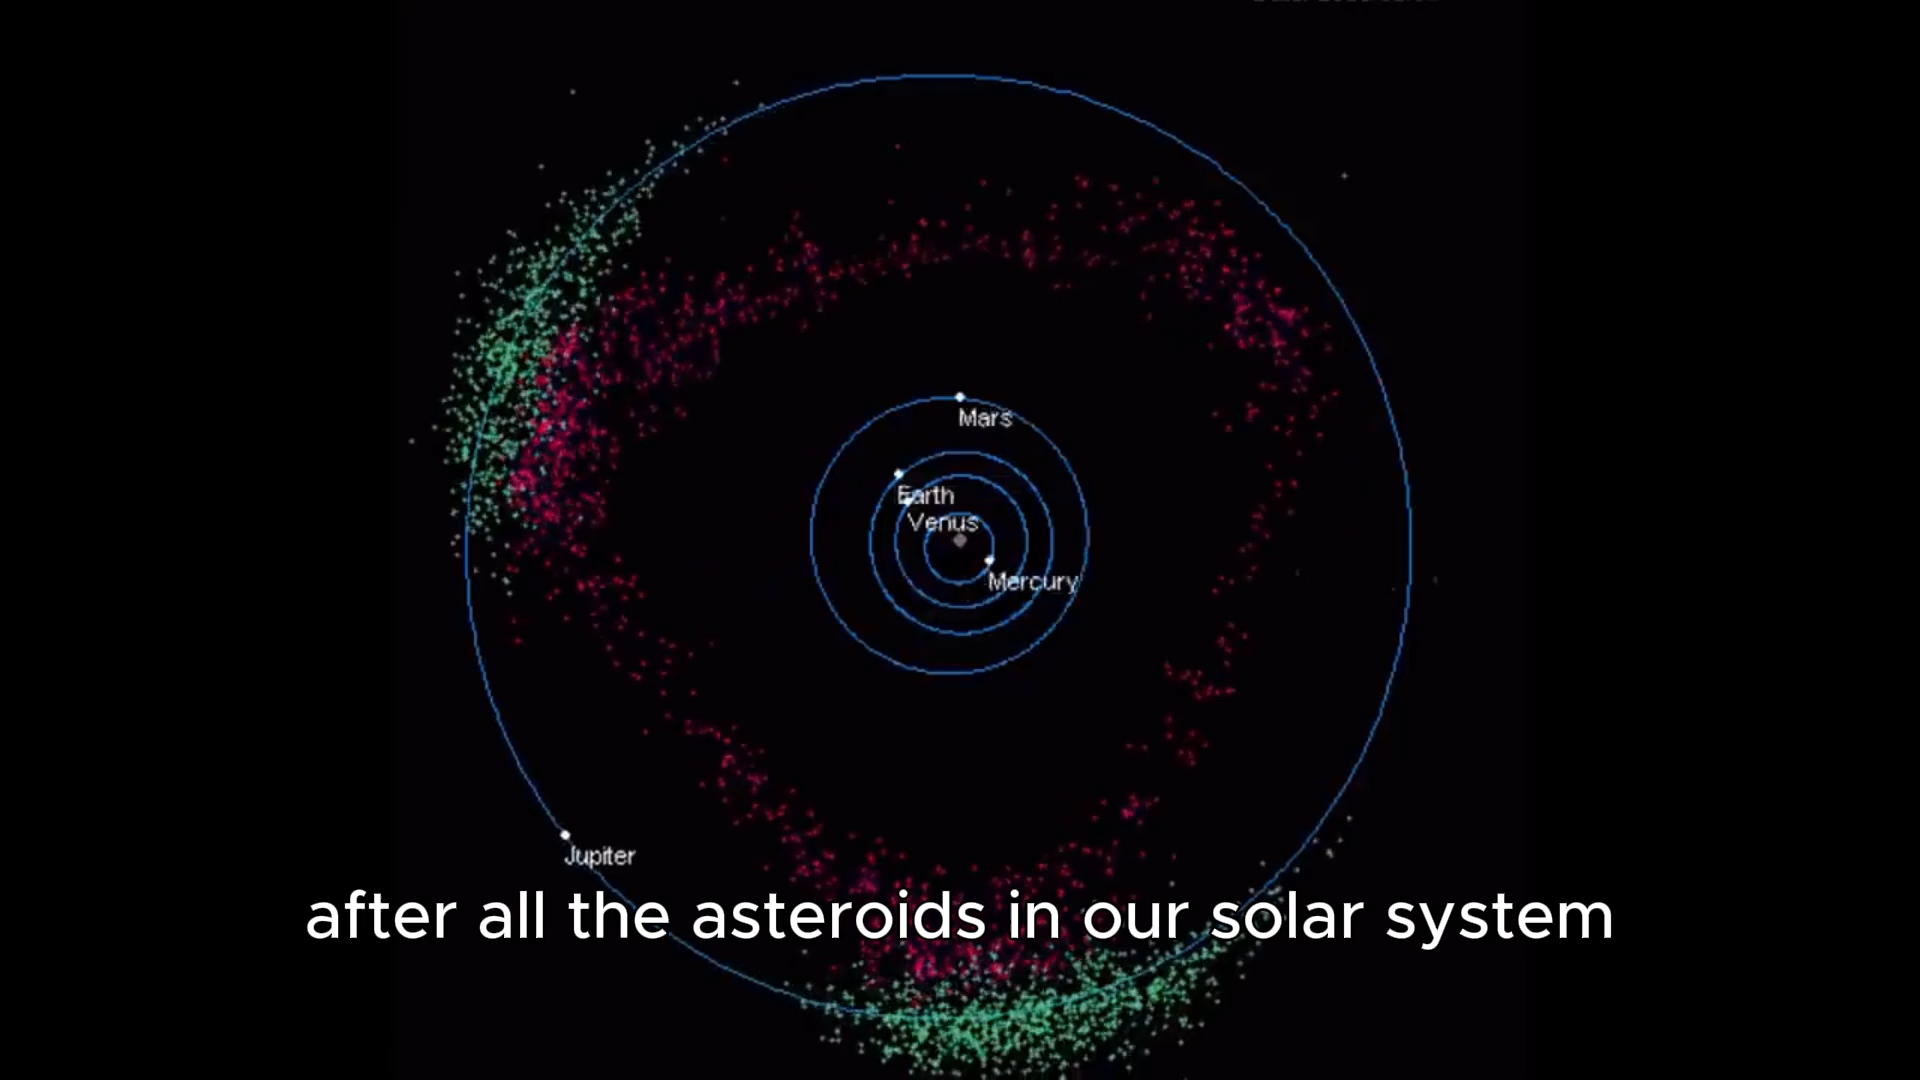 Mars
Earth
Venus
Mercury
Jupiter
after all the asteroids in our solar system